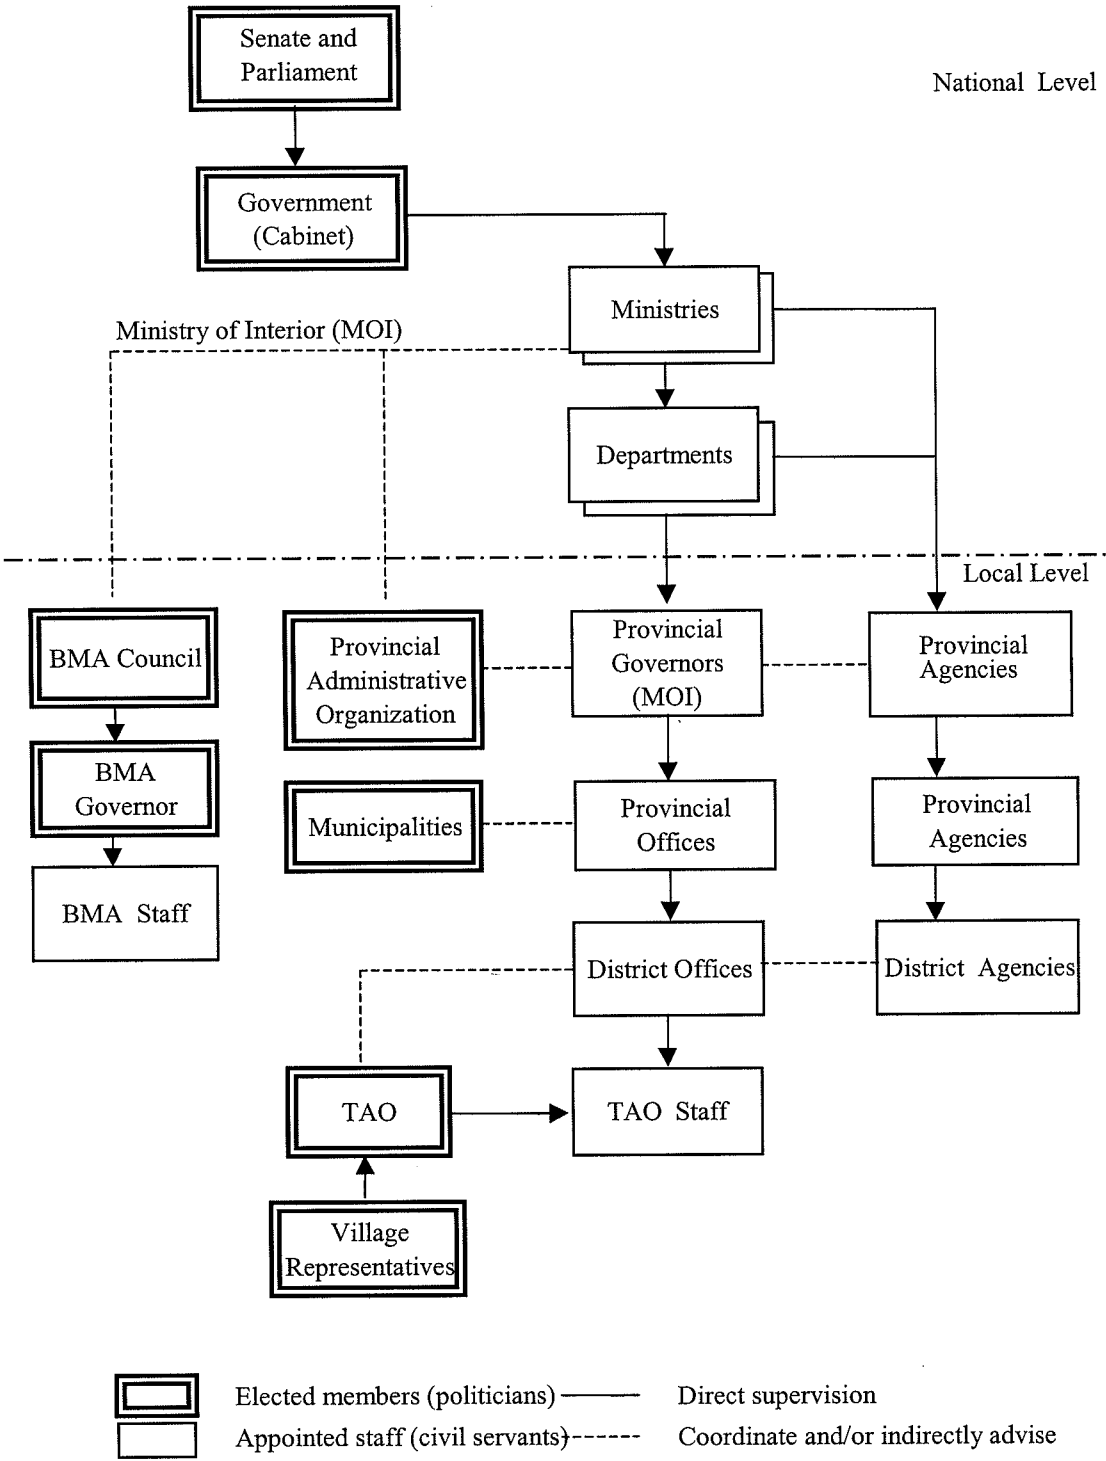 Senate and
Parliament
National Level
Government
(Cabinet)
Ministries
Ministry of Interior (MOI)
Departments
Local Level
BMA Council
Provincial
Administrative
Organization
Provincial
Governors
(MOI)
Provincial
Agencies
BMA
Governor
Municipalities
Provincial
Offices
Provincial
Agencies
BMA Staff
District Offices
District Agencies
TAO
TAO Staff
Village
Representatives
Elected members (politicians)
Direct supervision
Appointed staff (civil servants)
Coordinate and/or indirectly advise